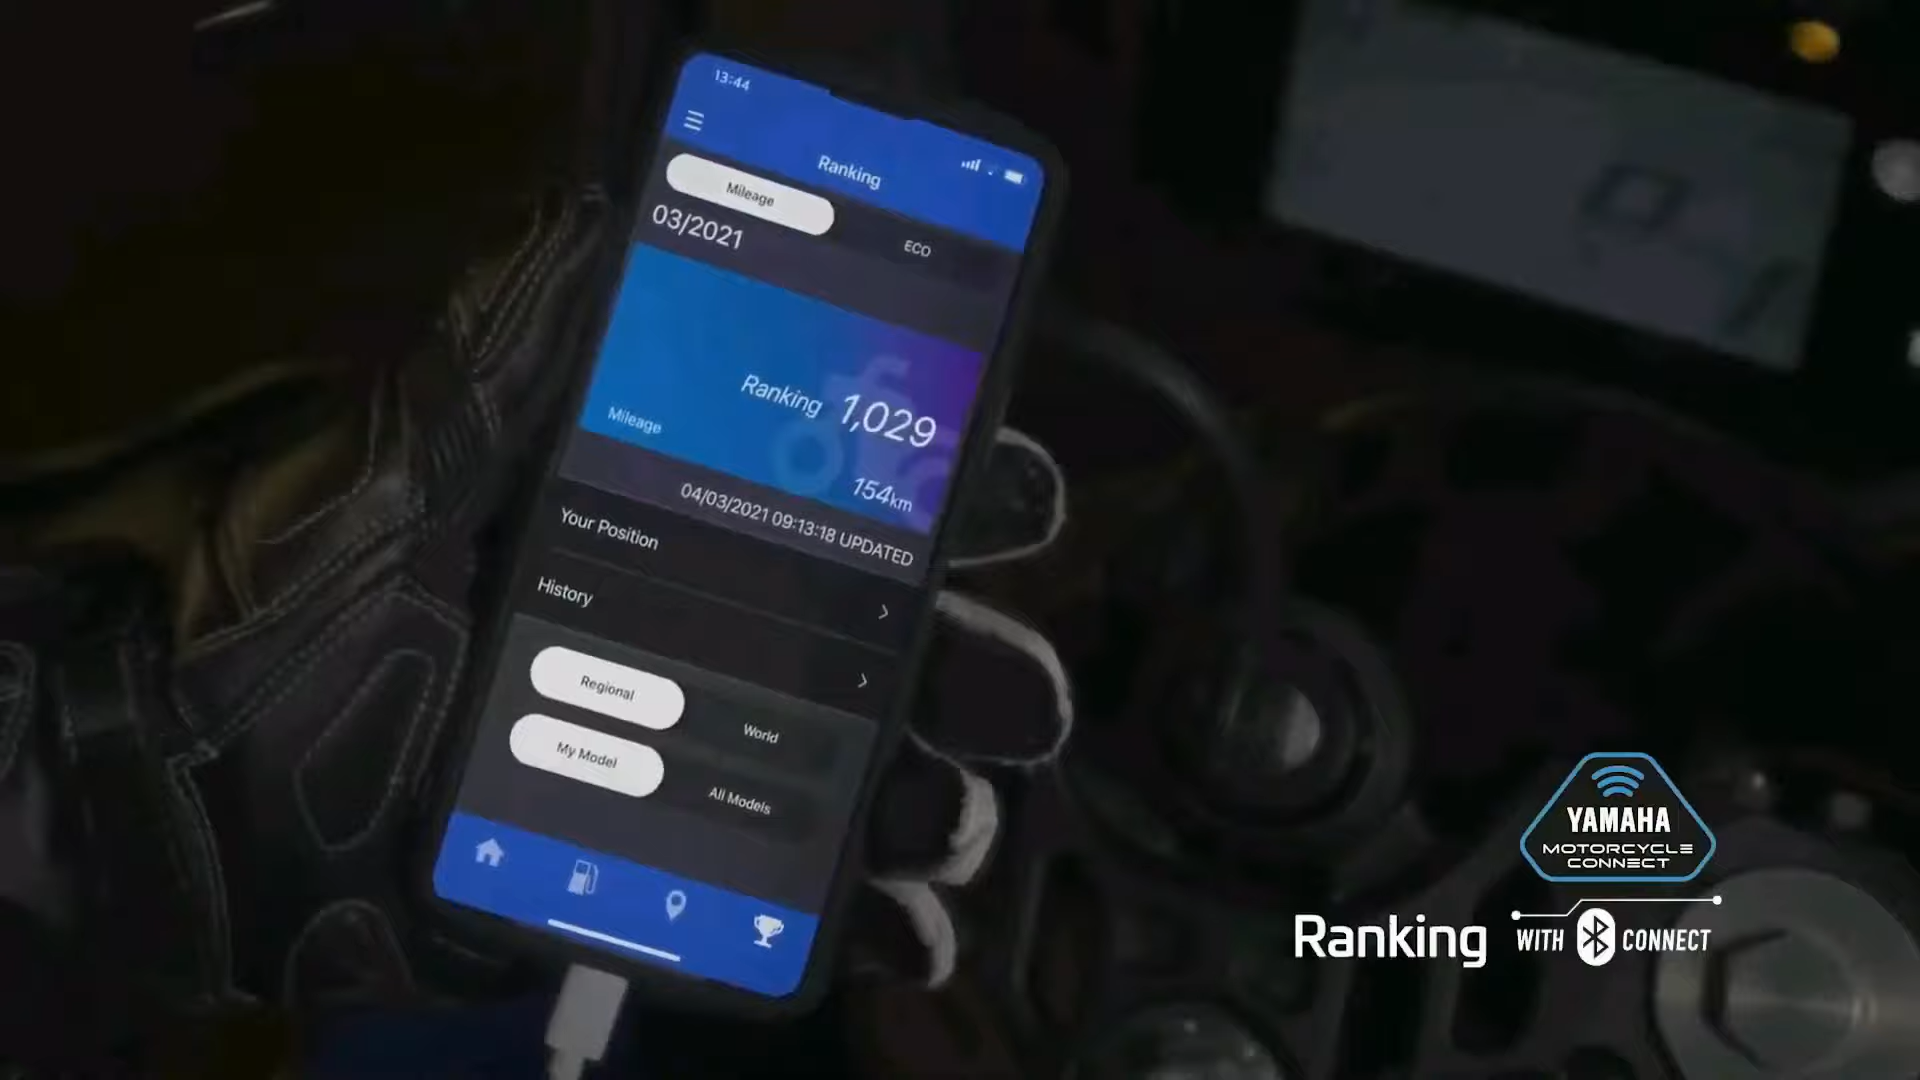 13:44
Ranking
Mileage
ECO
03/2021
Ranking 1,029
Mileage
154km
04/03/2021 09:13:18 UPDATED
Your Position
History
Regional
World
My Model
All Models
YAMAHA
MOTORCYCLE
CONNECT
Ranking
WITH CONNECT